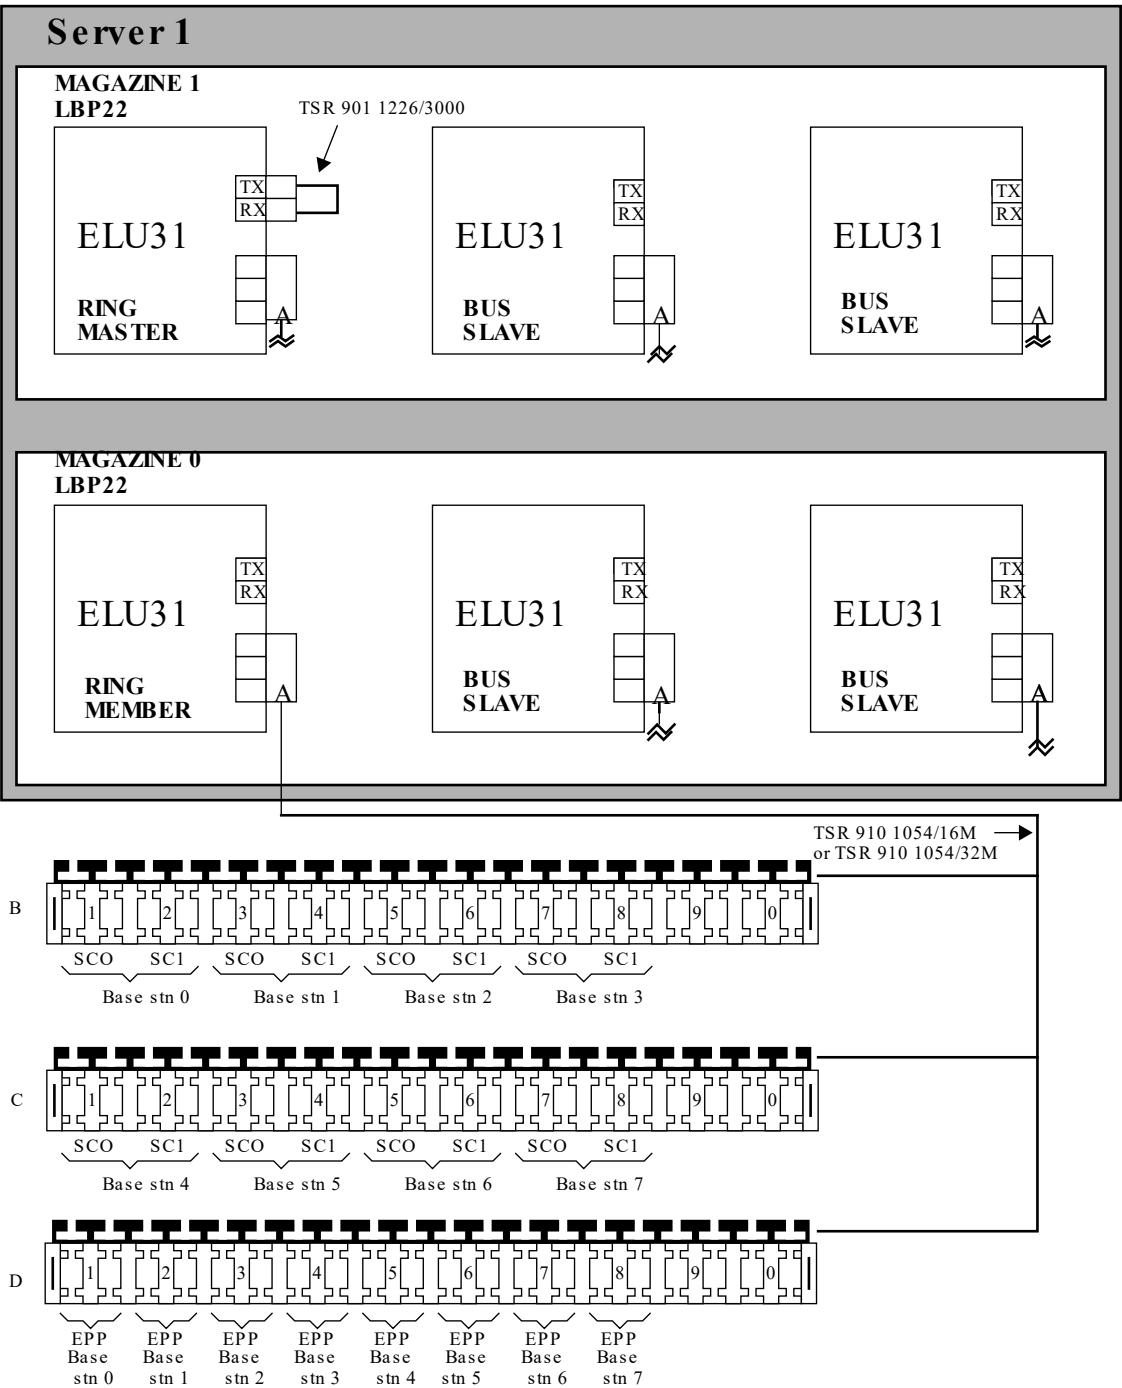 Server 1
MAGAZINE 1
LBP22
TSR 901 1226/3000
TX
RX
ELU31
RING
MASTER
A
TX
RX
ELU31
BUS
SLAVE
A
TX
RX
ELU31
BUS
SLAVE
A
MAGAZINE 0
LBP22
TX
RX
ELU31
RING
MEMBER
A
TX
RX
ELU31
BUS
SLAVE
A
TX
RX
ELU31
BUS
SLAVE
A
TSR 910 1054/16M
or TSR 910 1054/32M
B
1 2 3 4 5 6 7 8 9 0
SCO SC1 SCO SC1 SCO SC1 SCO SC1
Base stn 0 Base stn 1 Base stn 2 Base stn 3
C
1 2 3 4 5 6 7 8 9 0
SCO SC1 SCO SC1 SCO SC1 SCO SC1
Base stn 4 Base stn 5 Base stn 6 Base stn 7
D
1 2 3 4 5 6 7 8 9 0
EPP EPP EPP EPP EPP EPP EPP EPP
Base Base Base Base Base Base Base Base
stn 0 stn 1 stn 2 stn 3 stn 4 stn 5 stn 6 stn 7